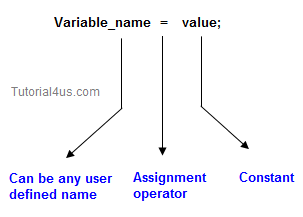 Variable_name = value;
Tutorial4us.com
Can be any user
defined name
Assignment
operator
Constant